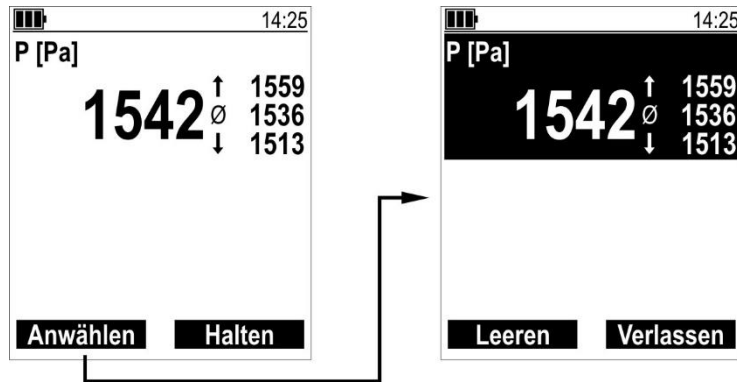 14:25
P [Pa]
1542 ↑ 1559
Ø 1536
↓ 1513
Anwählen Halten
14:25
P [Pa]
1542 ↑ 1559
Ø 1536
↓ 1513
Leeren Verlassen